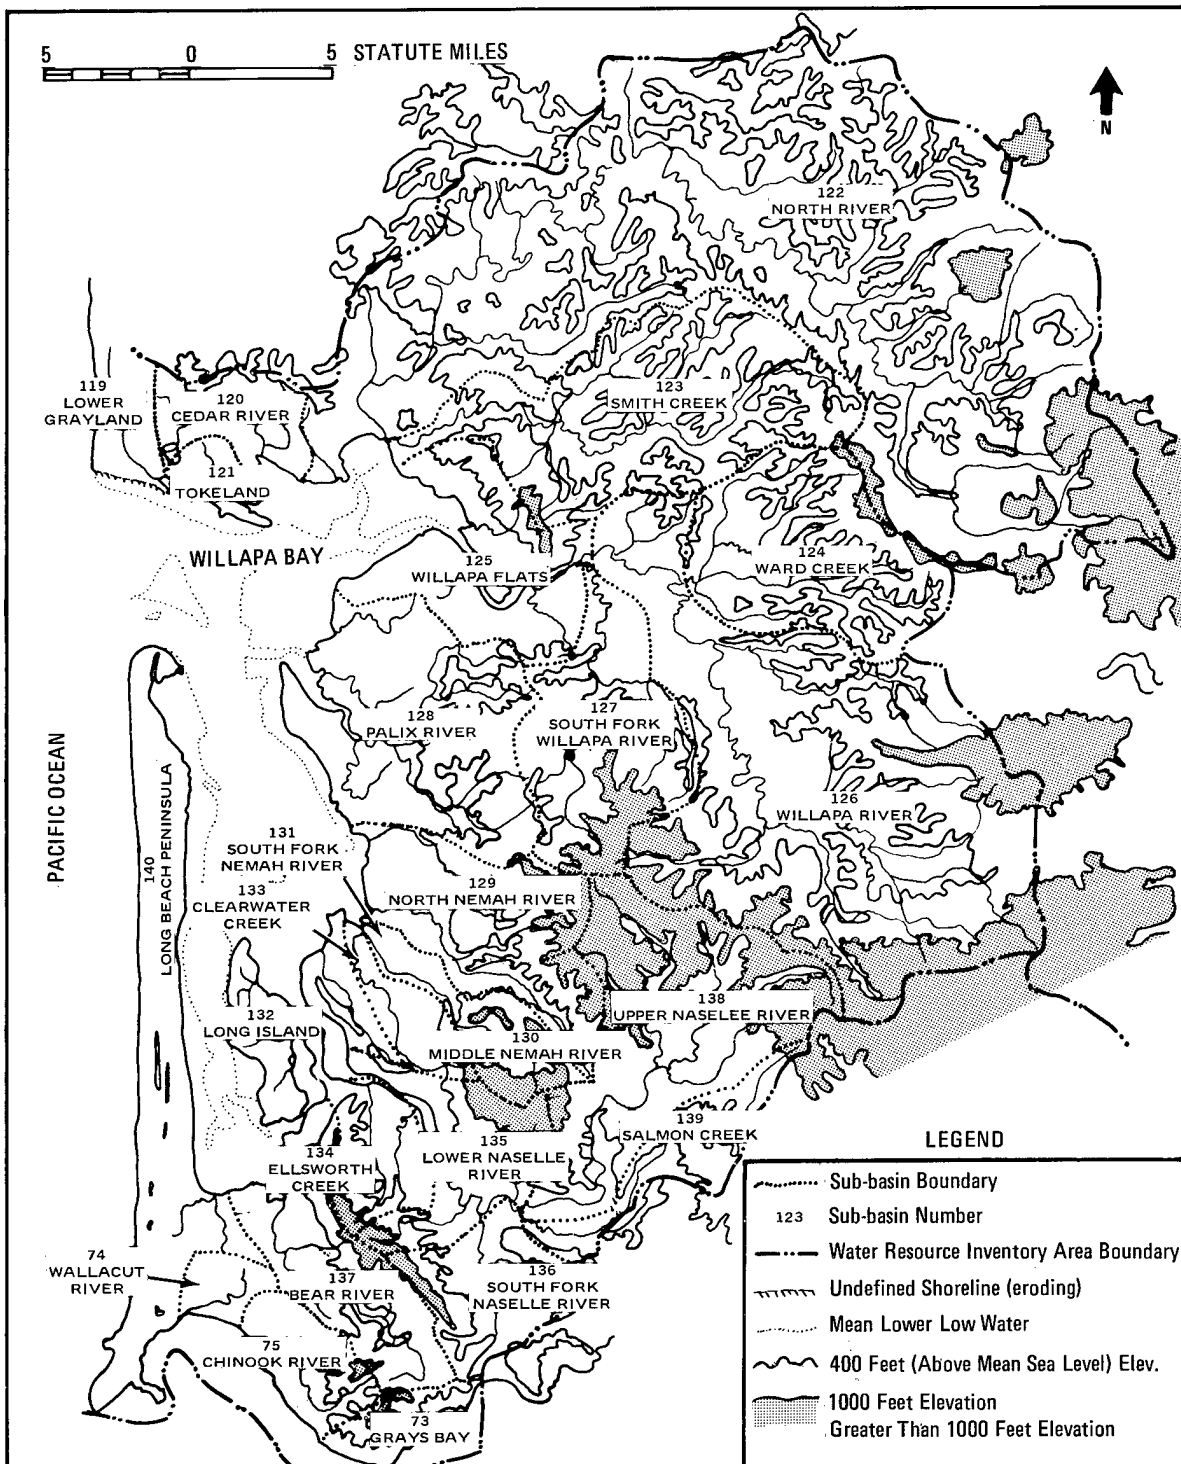 5 0 5 STATUTE MILES
N
122
NORTH RIVER
119
LOWER
GRAYLAND
120
CEDAR RIVER
123
SMITH CREEK
121
TOKELAND
WILLAPA BAY
125
WILLAPA FLATS
124
WARD CREEK
128
PALIX RIVER
127
SOUTH FORK
WILLAPA RIVER
PACIFIC OCEAN
140
LONG BEACH PENINSULA
126
WILLAPA RIVER
131
SOUTH FORK
NEMAH RIVER
133
CLEARWATER
CREEK
129
NORTH NEMAH RIVER
132
LONG ISLAND
138
UPPER NASELEE RIVER
130
MIDDLE NEMAH RIVER
139
SALMON CREEK
135
LOWER NASELLE
RIVER
134
ELLSWORTH
CREEK
74
WALLACUT
RIVER
137
BEAR RIVER
136
SOUTH FORK
NASELLE RIVER
75
CHINOOK RIVER
73
GRAYS BAY
LEGEND
Sub-basin Boundary
123 Sub-basin Number
Water Resource Inventory Area Boundary
Undefined Shoreline (eroding)
Mean Lower Low Water
400 Feet (Above Mean Sea Level) Elev.
1000 Feet Elevation
Greater Than 1000 Feet Elevation